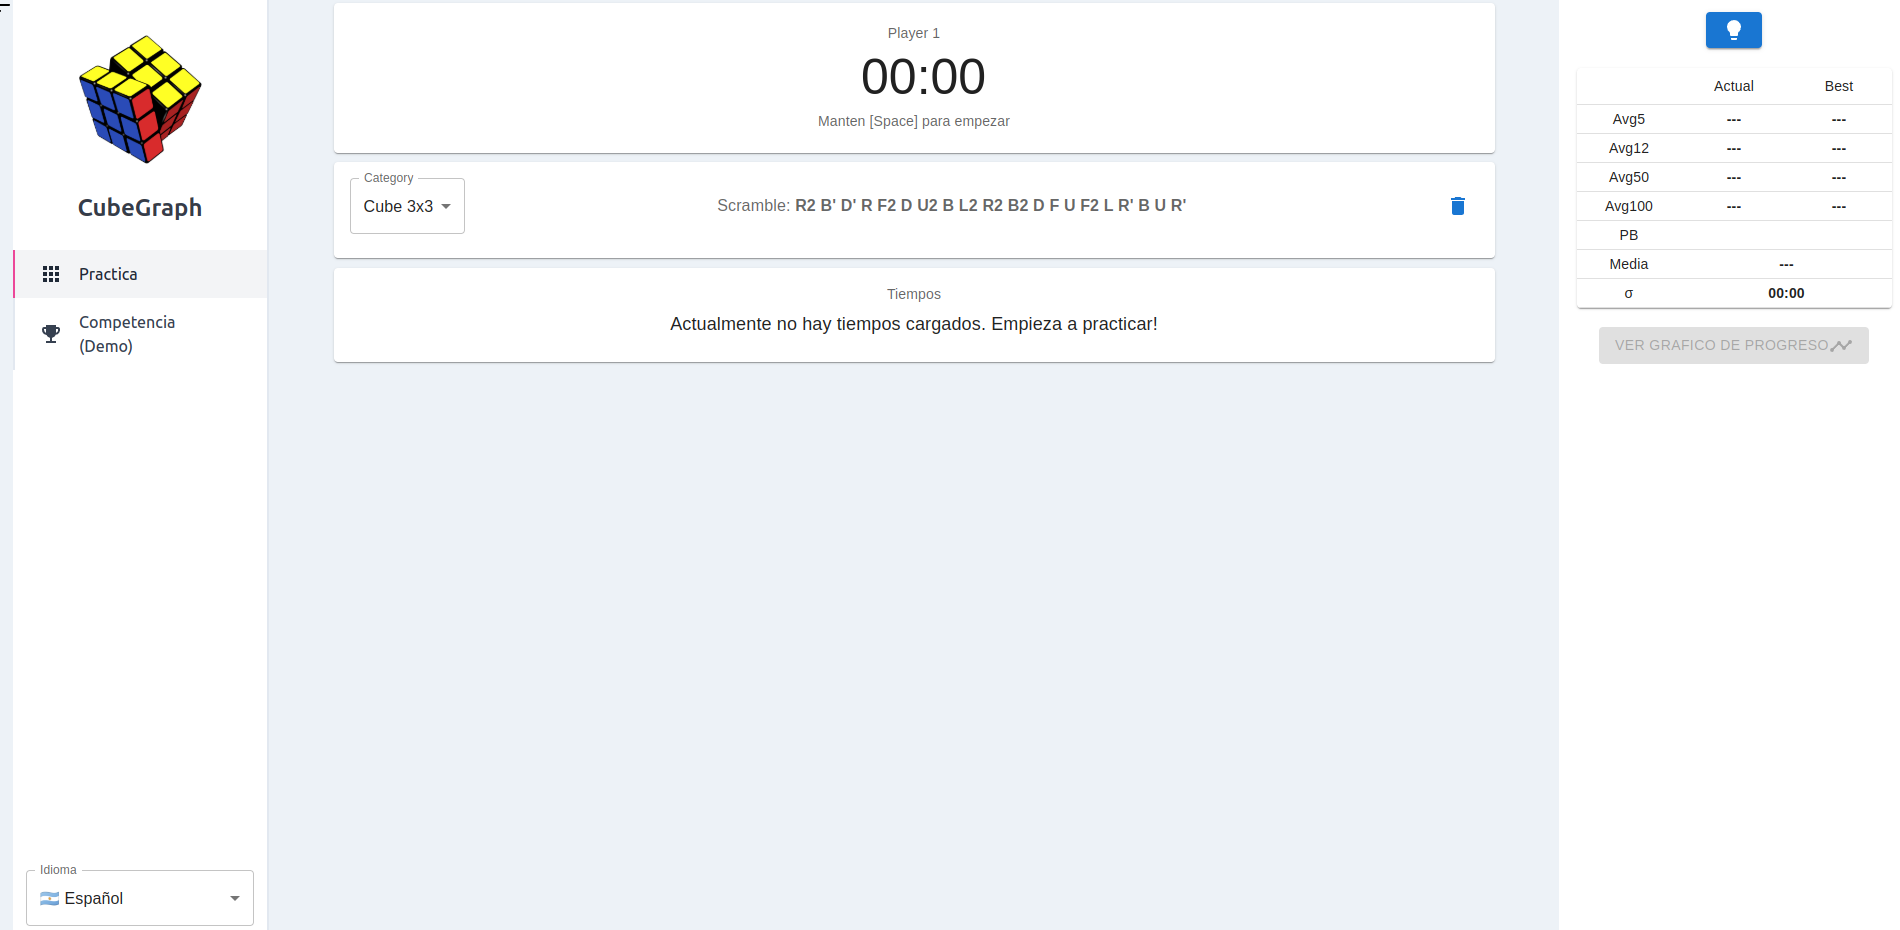 CubeGraph
Practica
Competencia
(Demo)
Idioma
Español
Player 1
00:00
Manten [Space] para empezar
Category
Cube 3x3
Scramble: R2 B' D' R F2 D U2 B L2 R2 B2 D F U F2 L R' B U R'
Tiempos
Actualmente no hay tiempos cargados. Empieza a practicar!
Actual Best
Avg5 --- ---
Avg12 --- ---
Avg50 --- ---
Avg100 --- ---
PB
Media ---
σ 00:00
VER GRAFICO DE PROGRESO